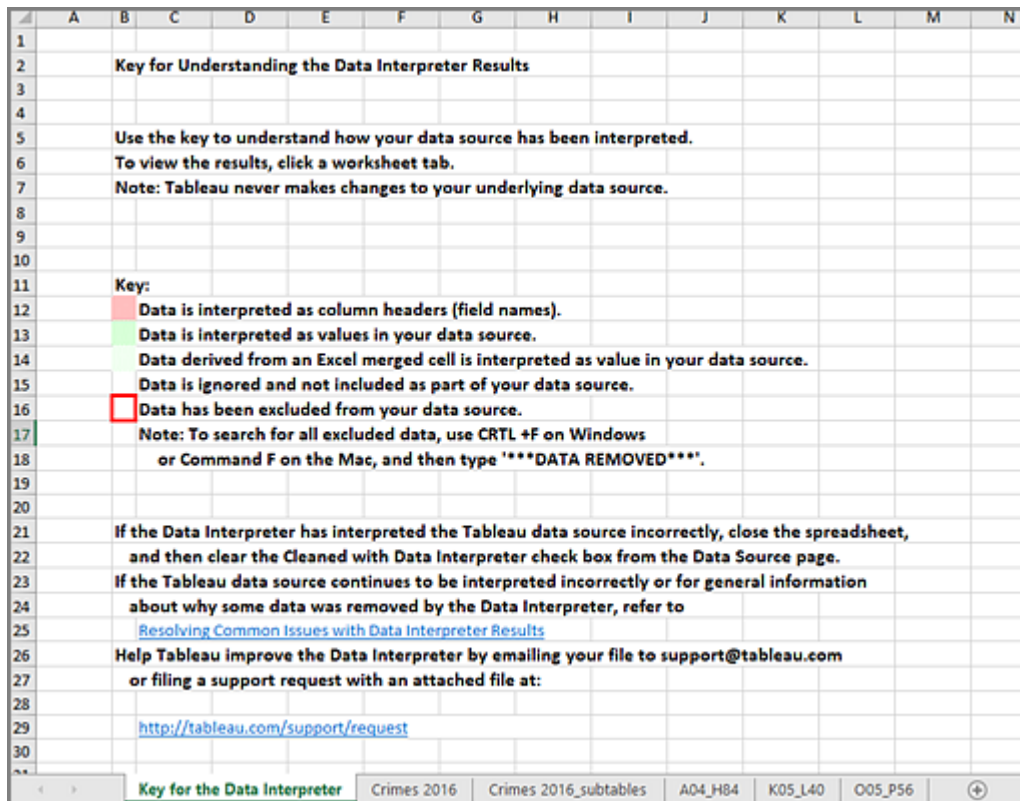 A B C D E F G H I J K L M N
1
2 Key for Understanding the Data Interpreter Results
3
4
5 Use the key to understand how your data source has been interpreted.
6 To view the results, click a worksheet tab.
7 Note: Tableau never makes changes to your underlying data source.
8
9
10
11 Key:
12 Data is interpreted as column headers (field names).
13 Data is interpreted as values in your data source.
14 Data derived from an Excel merged cell is interpreted as value in your data source.
15 Data is ignored and not included as part of your data source.
16 Data has been excluded from your data source.
17 Note: To search for all excluded data, use CRTL +F on Windows
18 or Command F on the Mac, and then type '***DATA REMOVED***'.
19
20
21 If the Data Interpreter has interpreted the Tableau data source incorrectly, close the spreadsheet,
22 and then clear the Cleaned with Data Interpreter check box from the Data Source page.
23 If the Tableau data source continues to be interpreted incorrectly or for general information
24 about why some data was removed by the Data Interpreter, refer to
25 Resolving Common Issues with Data Interpreter Results
26 Help Tableau improve the Data Interpreter by emailing your file to support@tableau.com
27 or filing a support request with an attached file at:
28
29 http://tableau.com/support/request
30
Key for the Data Interpreter Crimes 2016 Crimes 2016_subtables A04_H84 K05_L40 O05_P56